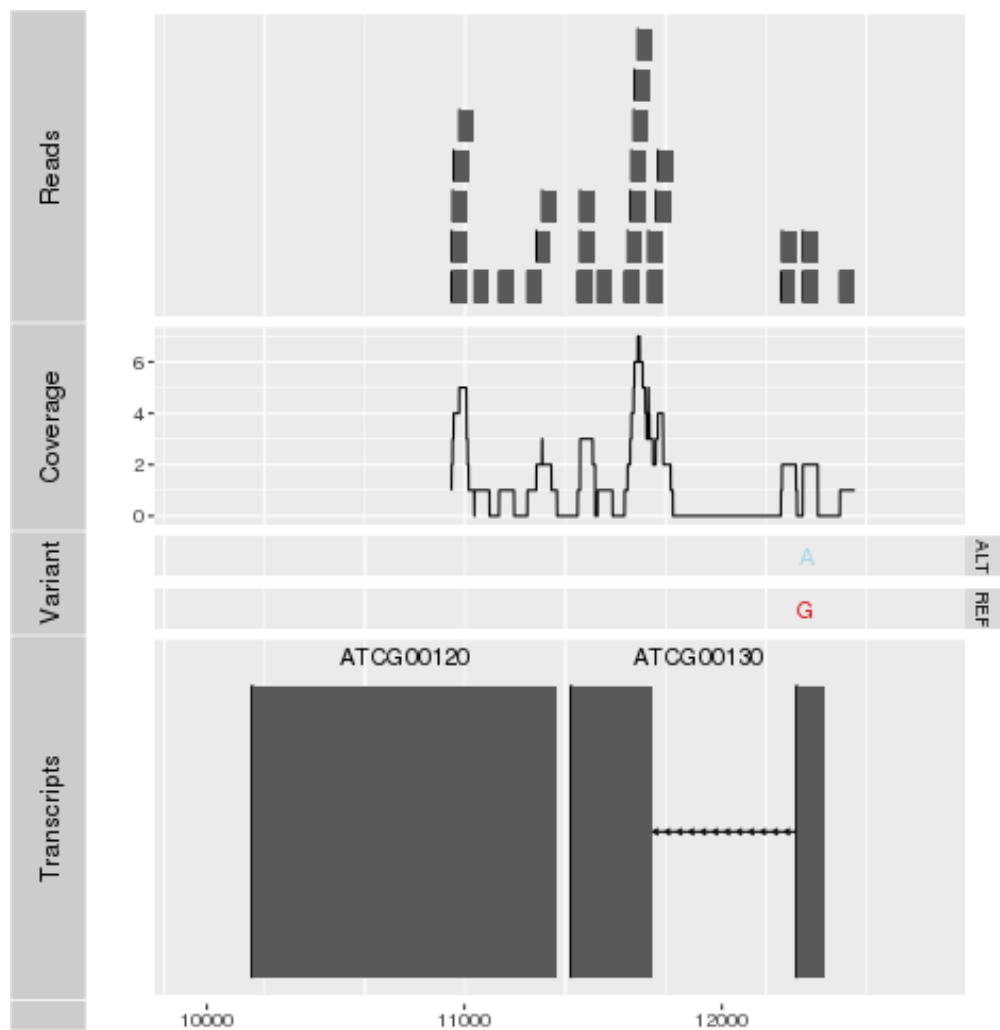 Reads
Coverage
6
4
2
0
Variant
A
ALT
G
REF
Transcripts
ATCG00120
ATCG00130
10000
11000
12000